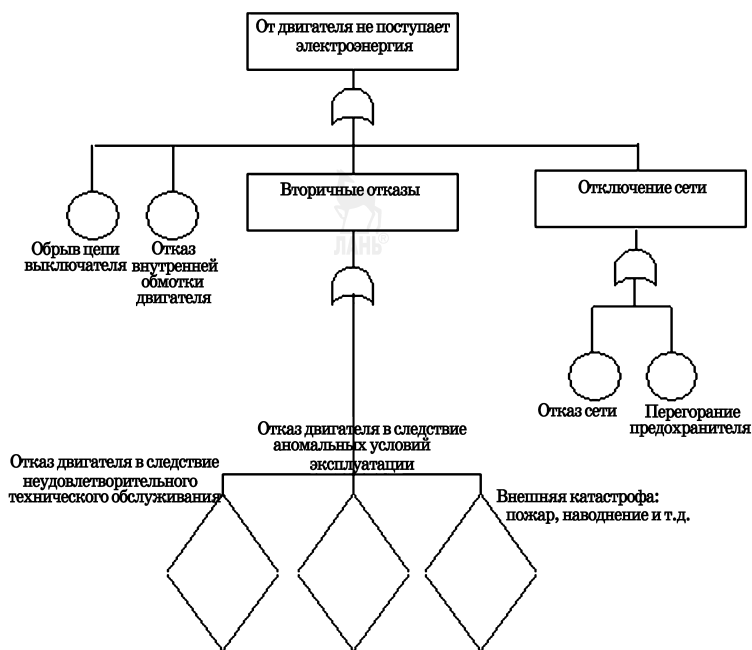 От двигателя не поступает
электроэнергия
Вторичные отказы
Отключение сети
ЛАНЬ®
Обрыв цепи
выключателя
Отказ
внутренней
обмотки
двигателя
Отказ сети
Перегорание
предохранителя
Отказ двигателя в следствие
аномальных условий
эксплуатации
Отказ двигателя в следствие
неудовлетворительного
технического обслуживания
Внешняя катастрофа:
пожар, наводнение и т.д.